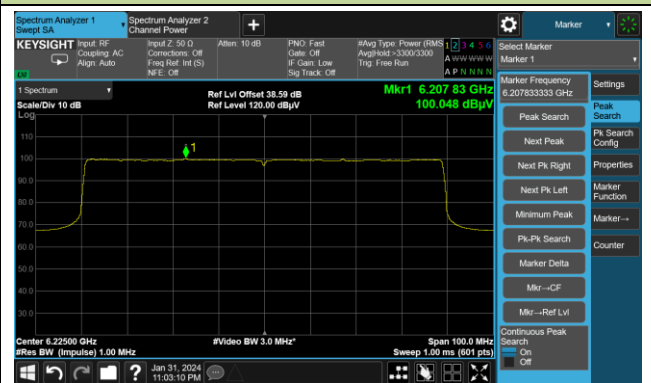 Spectrum Analyzer 1
Swept SA
Spectrum Analyzer 2
Channel Power
+
Marker
KEYSIGHT
Input: RF
Coupling: AC
Align: Auto
Input Z: 50 Ω
Corrections: Off
Freq Ref: Int (S)
NFE: Off
Atten: 10 dB
PNO: Fast
Gate: Off
IF Gain: Low
Sig Track: Off
#Avg Type: Power (RMS
Avg|Hold:>3300/3300
Trig: Free Run
1 2 3 4 5 6
A W W W W W
A P N N N N
Select Marker
Marker 1
1 Spectrum
Scale/Div 10 dB
Log
Ref Lvl Offset 38.59 dB
Ref Level 120.00 dBµV
Mkr1 6.207 83 GHz
100.048 dBµV
110
100
90.0
80.0
70.0
60.0
50.0
40.0
30.0
1
Center 6.22500 GHz
#Res BW (Impulse) 1.00 MHz
#Video BW 3.0 MHz*
Span 100.0 MHz
Sweep 1.00 ms (601 pts)
Marker Frequency
6.207833333 GHz
Peak Search
Next Peak
Next Pk Right
Next Pk Left
Minimum Peak
Pk-Pk Search
Marker Delta
Mkr→CF
Mkr→Ref Lvl
Continuous Peak
Search
On
Off
Settings
Peak
Search
Pk Search
Config
Properties
Marker
Function
Marker→
Counter
?
Jan 31, 2024
11:03:10 PM